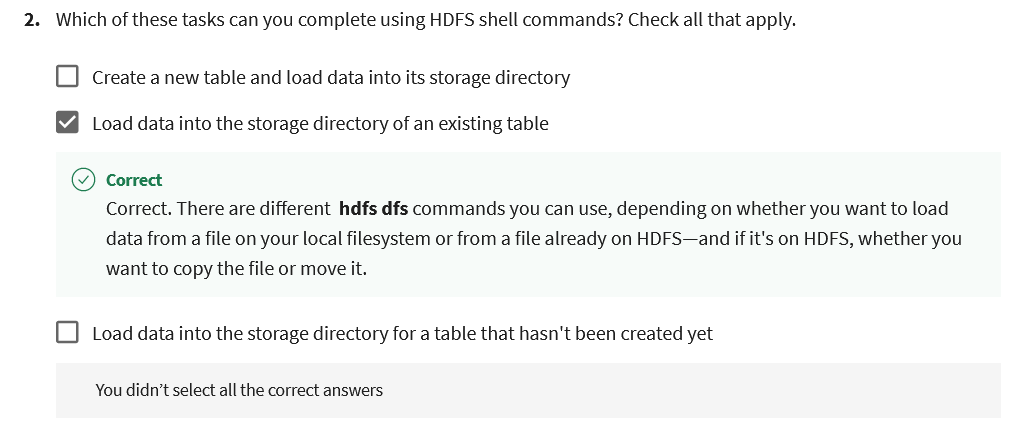 2. Which of these tasks can you complete using HDFS shell commands? Check all that apply.
Create a new table and load data into its storage directory
Load data into the storage directory of an existing table
Correct
Correct. There are different hdfs dfs commands you can use, depending on whether you want to load
data from a file on your local filesystem or from a file already on HDFS—and if it's on HDFS, whether you
want to copy the file or move it.
Load data into the storage directory for a table that hasn't been created yet
You didn’t select all the correct answers